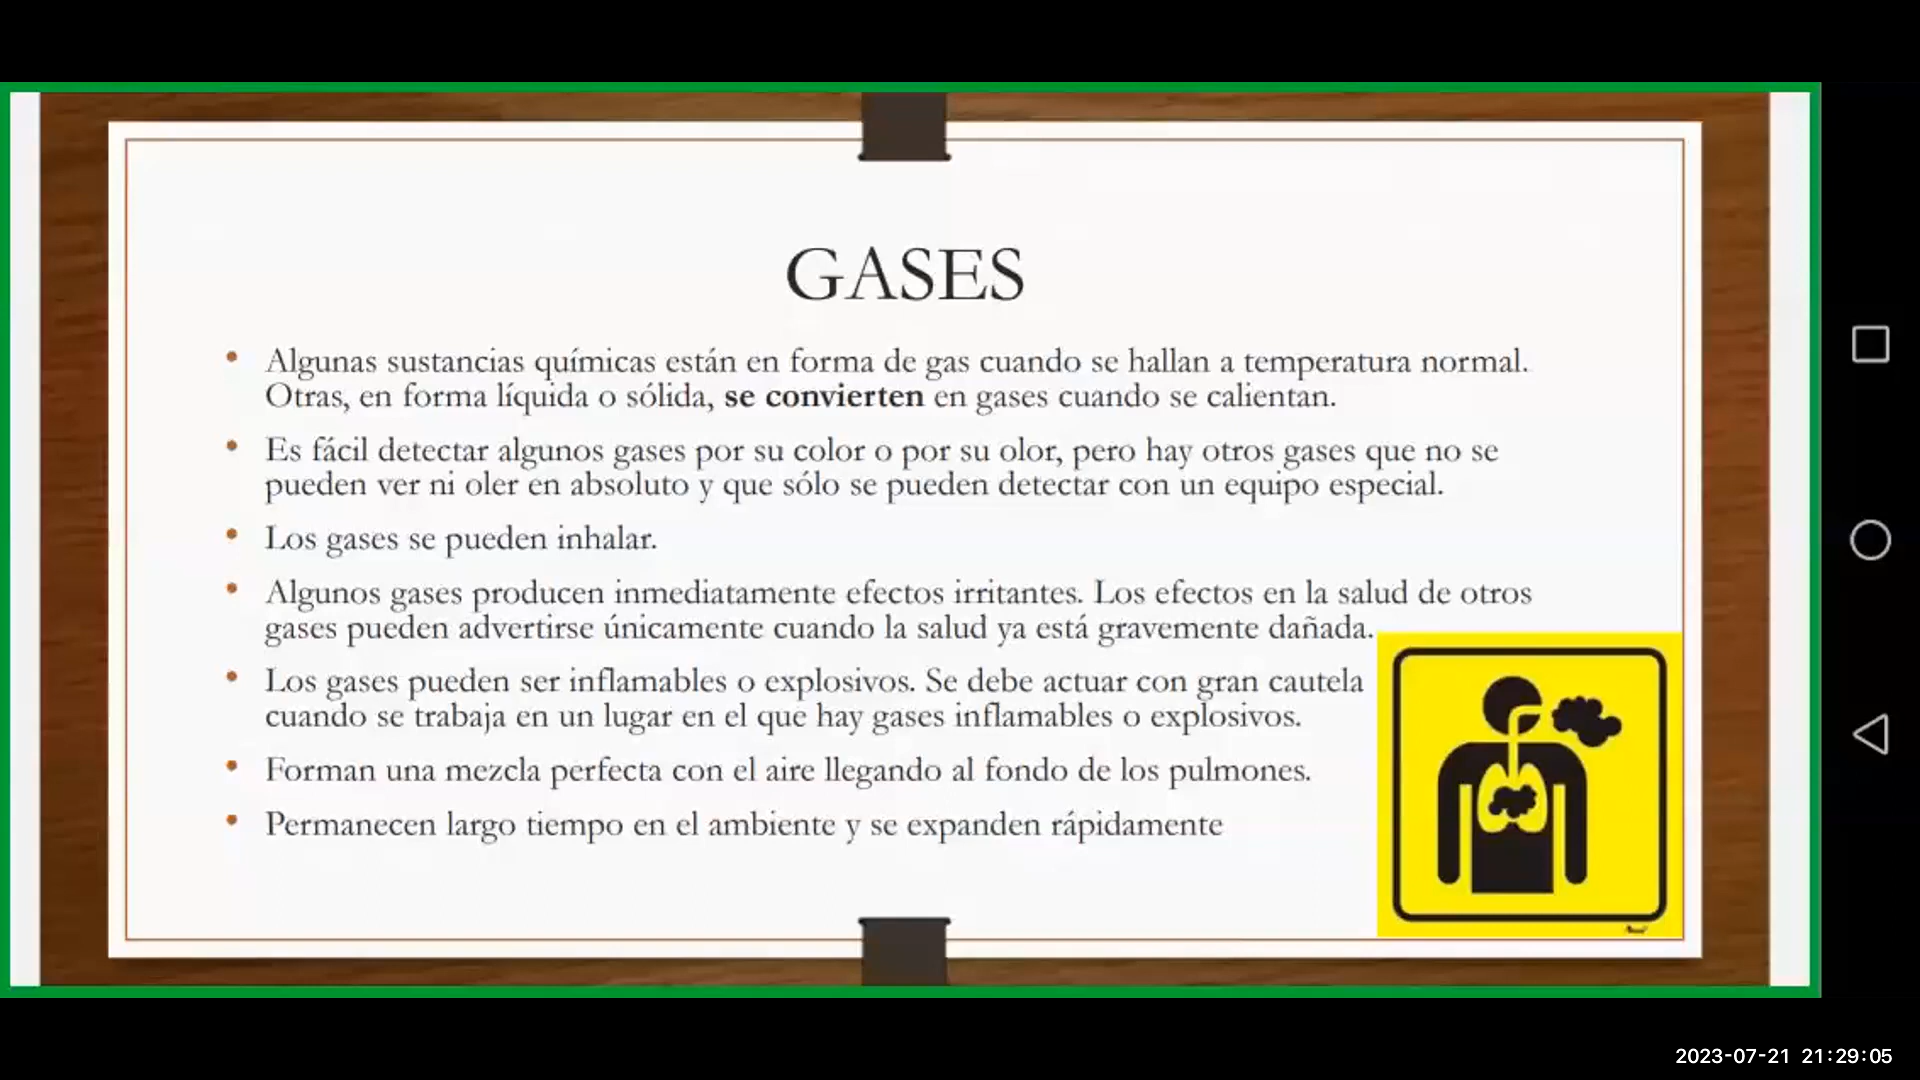 GASES
• Algunas sustancias químicas están en forma de gas cuando se hallan a temperatura normal.
Otras, en forma líquida o sólida, se convierten en gases cuando se calientan.
• Es fácil detectar algunos gases por su color o por su olor, pero hay otros gases que no se
pueden ver ni oler en absoluto y que sólo se pueden detectar con un equipo especial.
• Los gases se pueden inhalar.
• Algunos gases producen inmediatamente efectos irritantes. Los efectos en la salud de otros
gases pueden advertirse únicamente cuando la salud ya está gravemente dañada.
• Los gases pueden ser inflamables o explosivos. Se debe actuar con gran cautela
cuando se trabaja en un lugar en el que hay gases inflamables o explosivos.
• Forman una mezcla perfecta con el aire llegando al fondo de los pulmones.
• Permanecen largo tiempo en el ambiente y se expanden rápidamente
2023-07-21 21:29:05